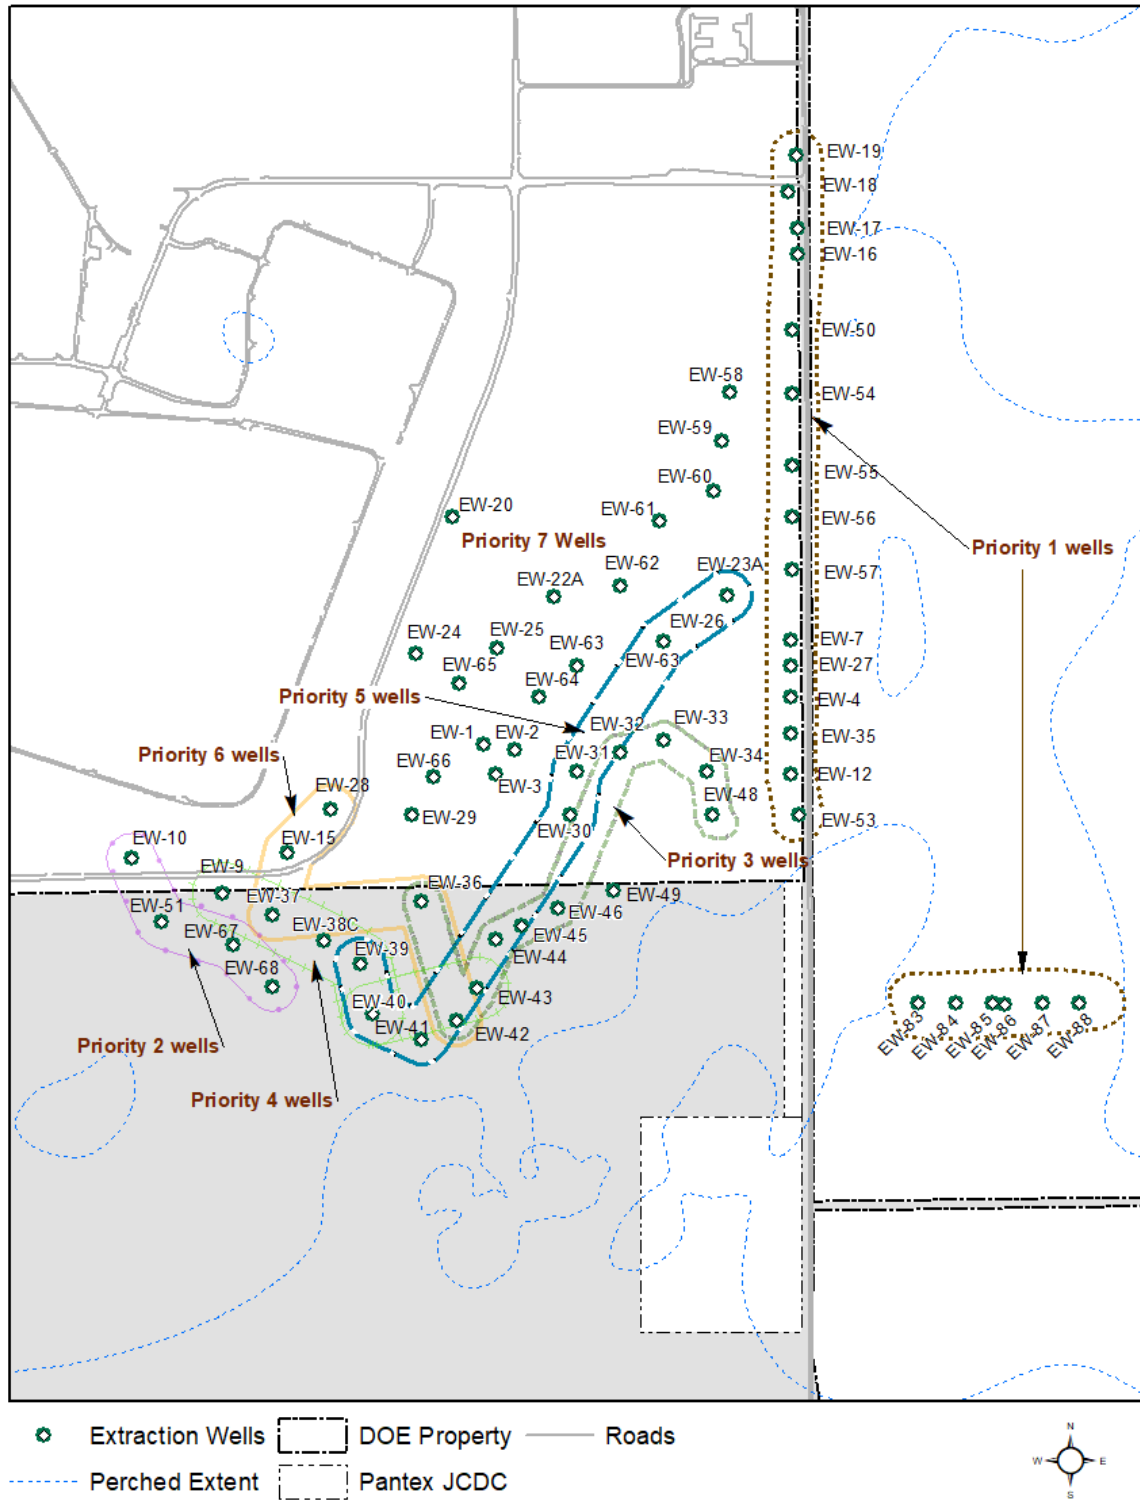 EW-19
EW-18
EW-17
EW-16
EW-50
EW-58
EW-54
EW-59
EW-55
EW-60
EW-20
EW-61
EW-56
Priority 7 Wells
Priority 1 wells
EW-62
EW-23A
EW-57
EW-22A
EW-26
EW-24
EW-25
EW-7
EW-63
EW-63
EW-27
EW-65
EW-64
Priority 5 wells
EW-4
EW-32
EW-33
EW-35
EW-1
EW-2
Priority 6 wells
EW-31
EW-34
EW-66
EW-3
EW-12
EW-28
EW-48
EW-29
EW-30
EW-53
EW-10
EW-15
Priority 3 wells
EW-9
EW-36
EW-49
EW-51
EW-37
EW-46
EW-38C
EW-67
EW-45
EW-39
EW-44
EW-68
EW-43
EW-40
EW-41
EW-42
EW-83
EW-84
EW-85
EW-86
EW-87
EW-88
Priority 2 wells
Priority 4 wells
Extraction Wells
DOE Property
Roads
Perched Extent
Pantex JCDC
N
W
E
S